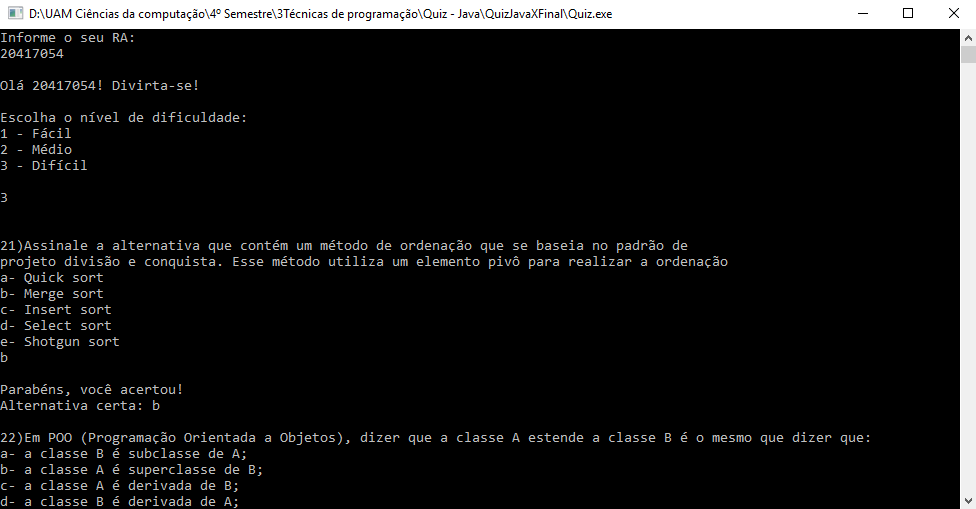 D:\UAM Ciências da computação\4º Semestre\3Técnicas de programação\Quiz - Java\QuizJavaXFinal\Quiz.exe
Informe o seu RA:
20417054
Olá 20417054! Divirta-se!
Escolha o nível de dificuldade:
1 - Fácil
2 - Médio
3 - Difícil
3
21)Assinale a alternativa que contém um método de ordenação que se baseia no padrão de
projeto divisão e conquista. Esse método utiliza um elemento pivô para realizar a ordenação
a- Quick sort
b- Merge sort
c- Insert sort
d- Select sort
e- Shotgun sort
b
Parabéns, você acertou!
Alternativa certa: b
22)Em POO (Programação Orientada a Objetos), dizer que a classe A estende a classe B é o mesmo que dizer que:
a- a classe B é subclasse de A;
b- a classe A é superclasse de B;
c- a classe A é derivada de B;
d- a classe B é derivada de A;